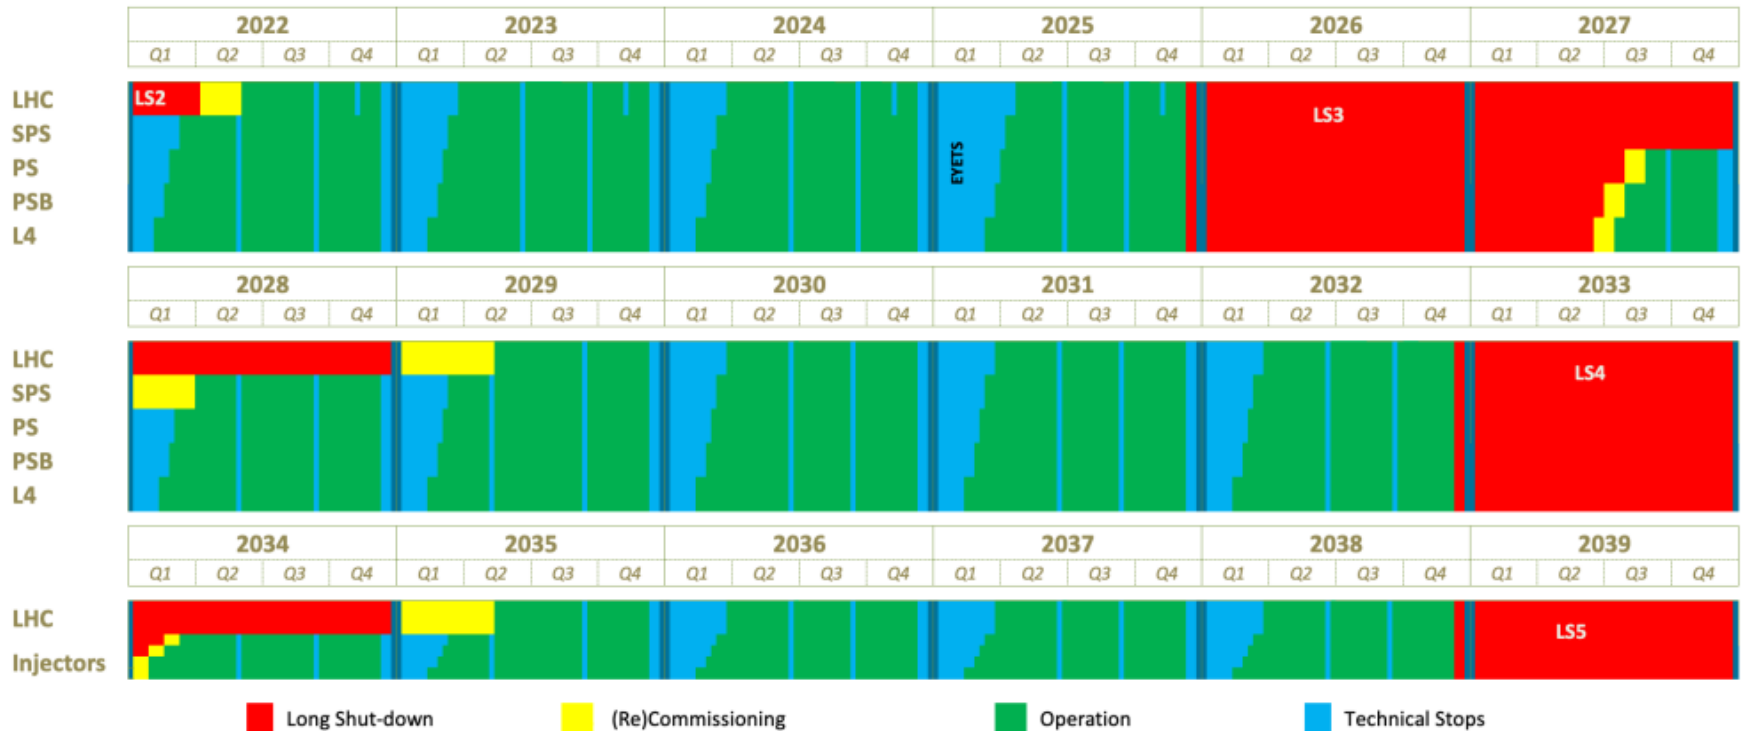 2022 2023 2024 2025 2026 2027
Q1 Q2 Q3 Q4 Q1 Q2 Q3 Q4 Q1 Q2 Q3 Q4 Q1 Q2 Q3 Q4 Q1 Q2 Q3 Q4 Q1 Q2 Q3 Q4
LHC LS2
LS3
SPS
EYETS
PS
PSB
L4
2028 2029 2030 2031 2032 2033
Q1 Q2 Q3 Q4 Q1 Q2 Q3 Q4 Q1 Q2 Q3 Q4 Q1 Q2 Q3 Q4 Q1 Q2 Q3 Q4 Q1 Q2 Q3 Q4
LHC
LS4
SPS
PS
PSB
L4
2034 2035 2036 2037 2038 2039
Q1 Q2 Q3 Q4 Q1 Q2 Q3 Q4 Q1 Q2 Q3 Q4 Q1 Q2 Q3 Q4 Q1 Q2 Q3 Q4 Q1 Q2 Q3 Q4
LHC
LS5
Injectors
Long Shut-down (Re)Commissioning Operation Technical Stops